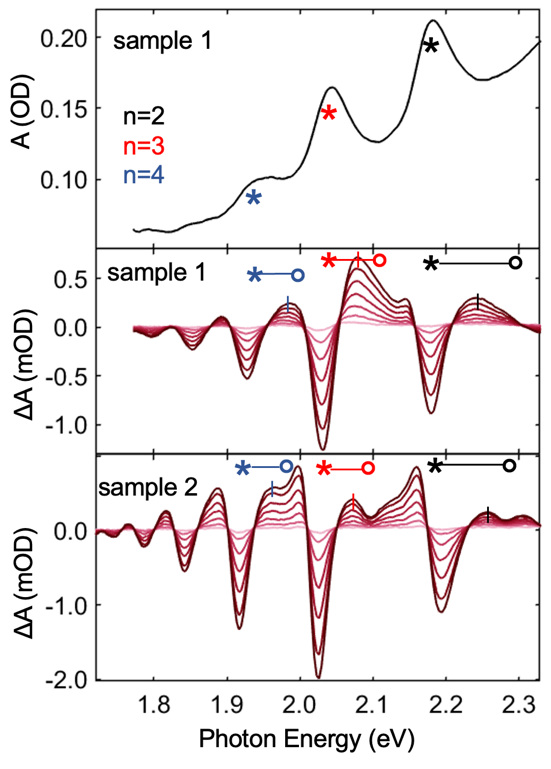 A (OD)
0.20
0.15
0.10
sample 1
n=2
n=3
n=4
*
*
*
ΔA (mOD)
0.5
0.0
-0.5
-1.0
sample 1
*
*
*
ΔA (mOD)
0.0
-1.0
-2.0
sample 2
*
*
*
1.8 1.9 2.0 2.1 2.2 2.3
Photon Energy (eV)